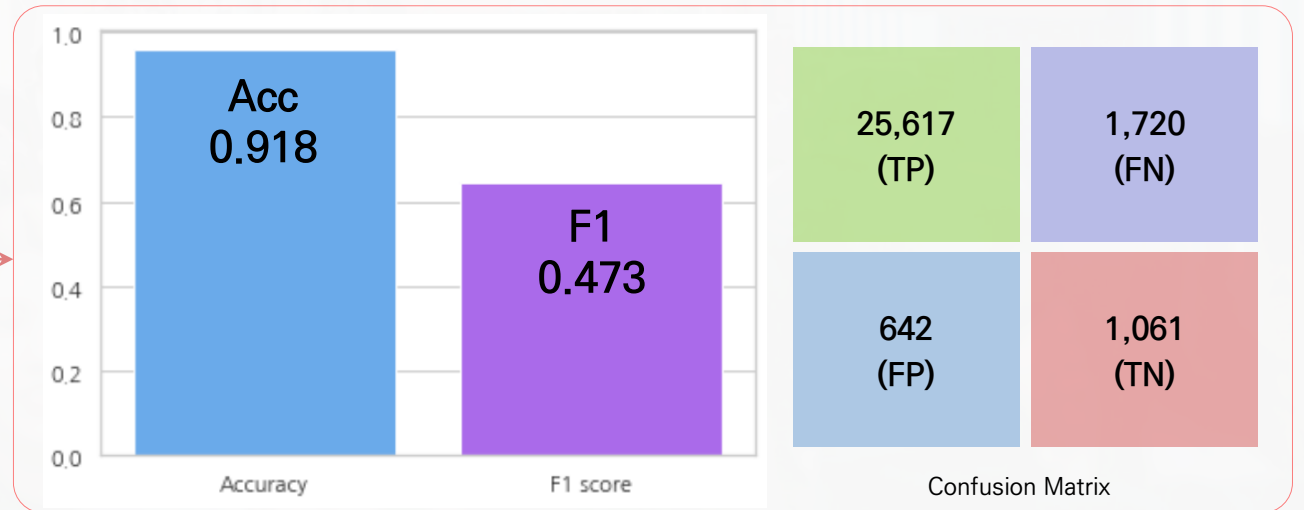 1.0
0.8
0.6
0.4
0.2
0.0
Acc
0.918
F1
0.473
Accuracy
F1 score
25,617
(TP)
1,720
(FN)
642
(FP)
1,061
(TN)
Confusion Matrix